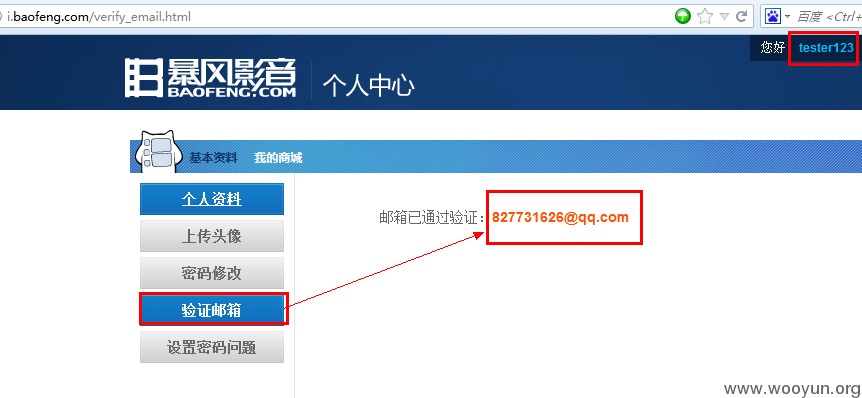 i.baofeng.com/verify_email.html
百度 <Ctrl+
您好 tester123
暴风影音
BAOFENG.COM
个人中心
基本资料 我的商城
个人资料
上传头像
密码修改
验证邮箱
设置密码问题
邮箱已通过验证：827731626@qq.com
www.wooyun.org